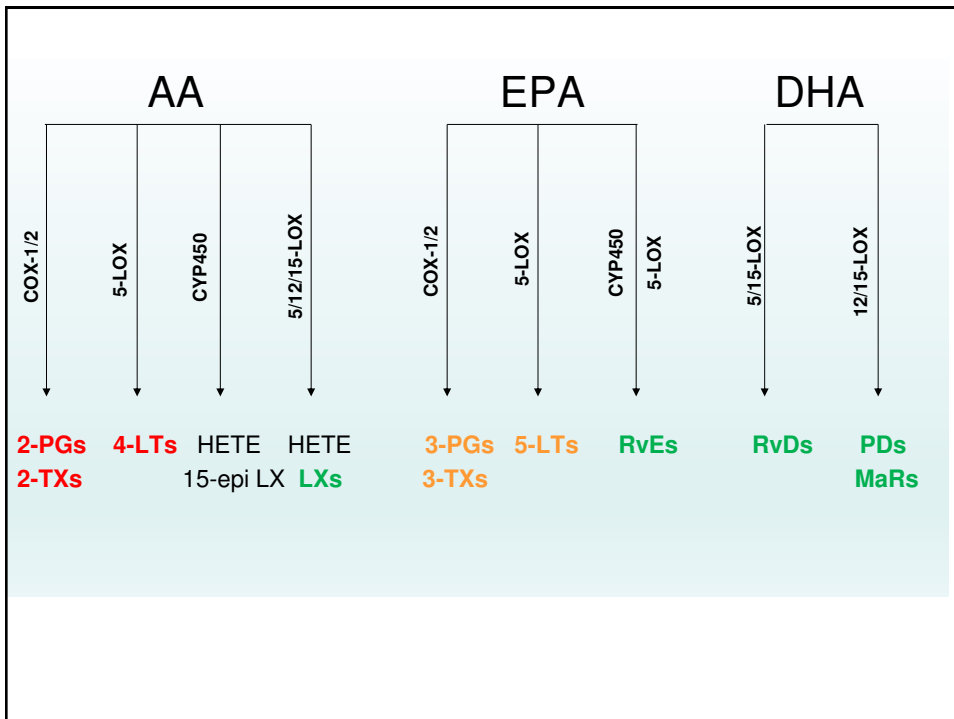 AA EPA DHA
COX-1/2 5-LOX CYP450 5/12/15-LOX COX-1/2 5-LOX CYP450 5-LOX 5/15-LOX 12/15-LOX
2-PGs 4-LTs HETE HETE 3-PGs 5-LTs RvEs RvDs PDs
2-TXs 15-epi LX LXs 3-TXs MaRs